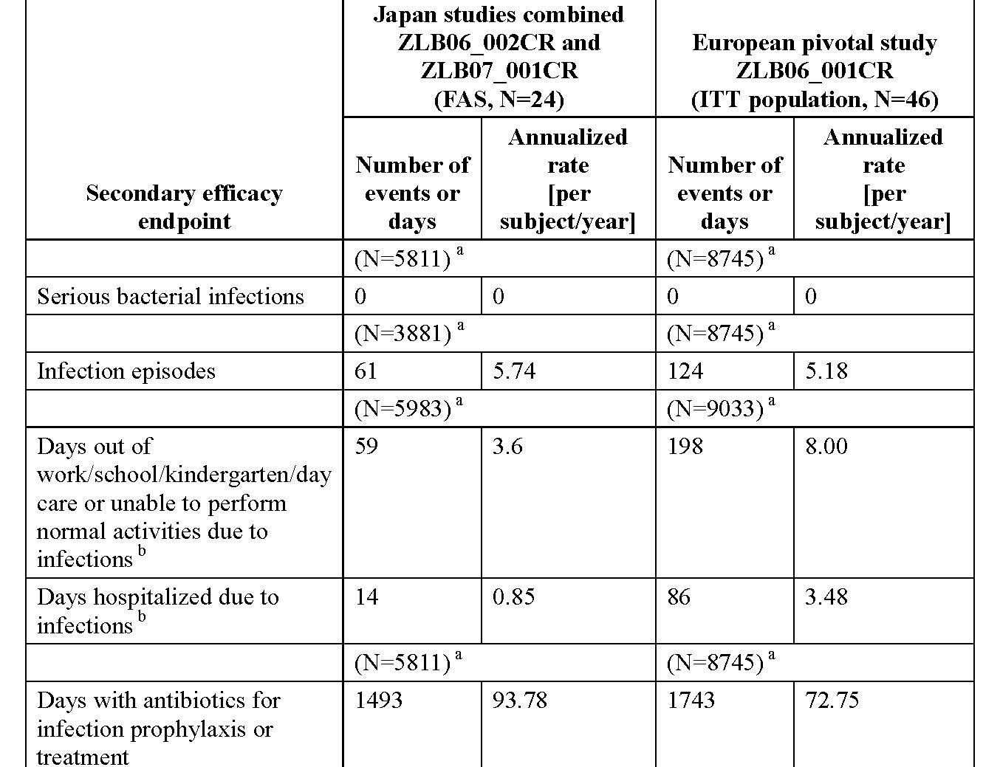 Japan studies combined
ZLB06_002CR and
ZLB07_001CR
(FAS, N=24)
European pivotal study
ZLB06_001CR
(ITT population, N=46)
Secondary efficacy
endpoint
Number of
events or
days
Annualized
rate
[per
subject/year]
Number of
events or
days
Annualized
rate
[per
subject/year]
(N=5811) a
(N=8745) a
Serious bacterial infections
0
0
0
0
(N=3881) a
(N=8745) a
Infection episodes
61
5.74
124
5.18
(N=5983) a
(N=9033) a
Days out of
work/school/kindergarten/day
care or unable to perform
normal activities due to
infections b
59
3.6
198
8.00
Days hospitalized due to
infections b
14
0.85
86
3.48
(N=5811) a
(N=8745) a
Days with antibiotics for
infection prophylaxis or
treatment
1493
93.78
1743
72.75